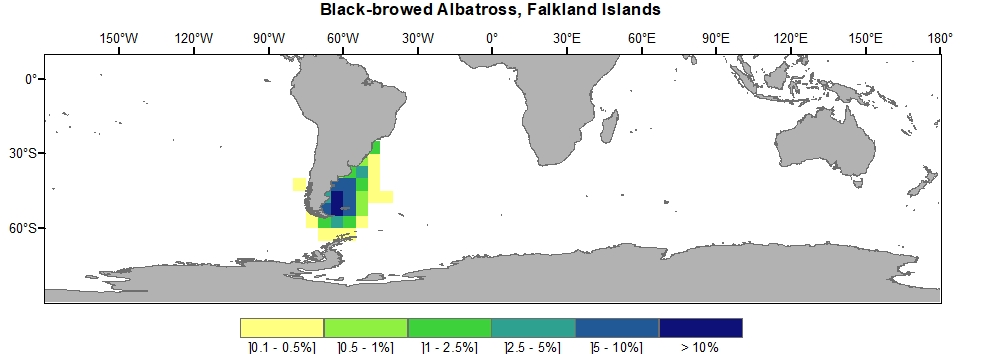 Black-browed Albatross, Falkland Islands
150°W 120°W 90°W 60°W 30°W 0° 30°E 60°E 90°E 120°E 150°E 180°
0°
30°S
60°S
]0.1 - 0.5%] ]0.5 - 1%] ]1 - 2.5%] ]2.5 - 5%] ]5 - 10%] > 10%